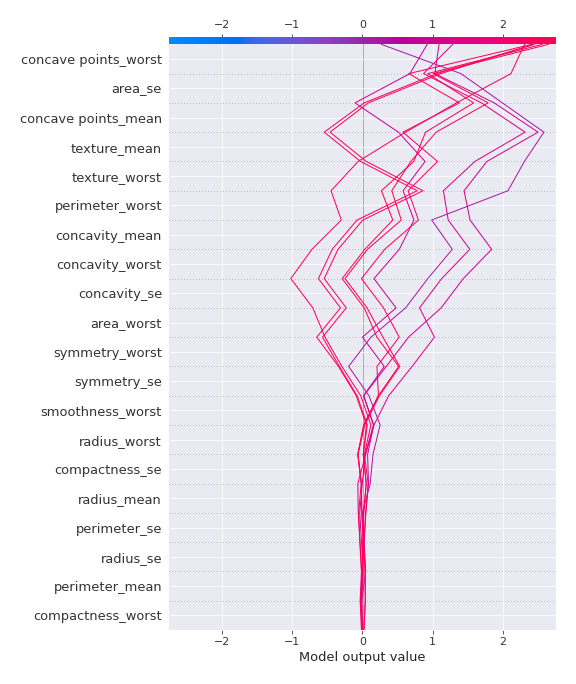 −2 −1 0 1 2
concave points_worst
area_se
concave points_mean
texture_mean
texture_worst
perimeter_worst
concavity_mean
concavity_worst
concavity_se
area_worst
symmetry_worst
symmetry_se
smoothness_worst
radius_worst
compactness_se
radius_mean
perimeter_se
radius_se
perimeter_mean
compactness_worst
−2 −1 0 1 2
Model output value